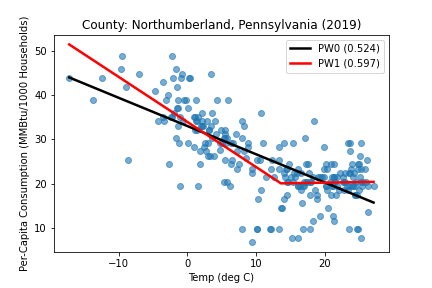 County: Northumberland, Pennsylvania (2019)
Per-Capita Consumption (MMBtu/1000 Households)
50
40
30
20
10
PW0 (0.524)
PW1 (0.597)
−10
0
10
20
Temp (deg C)